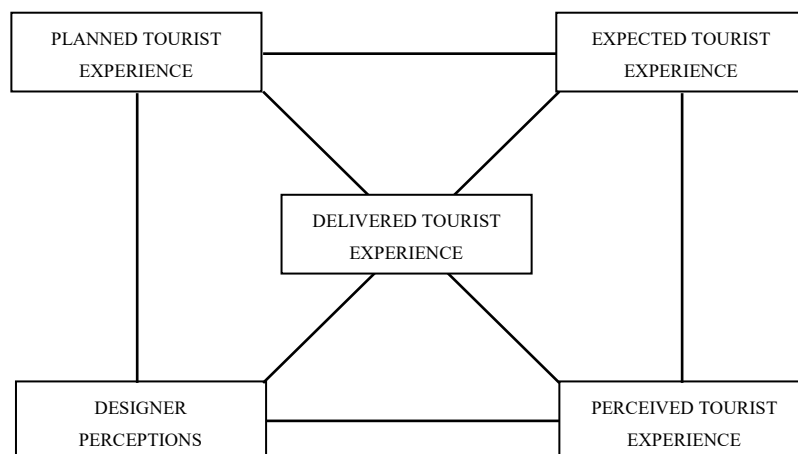 PLANNED TOURIST
EXPERIENCE
EXPECTED TOURIST
EXPERIENCE
DELIVERED TOURIST
EXPERIENCE
DESIGNER
PERCEPTIONS
PERCEIVED TOURIST
EXPERIENCE